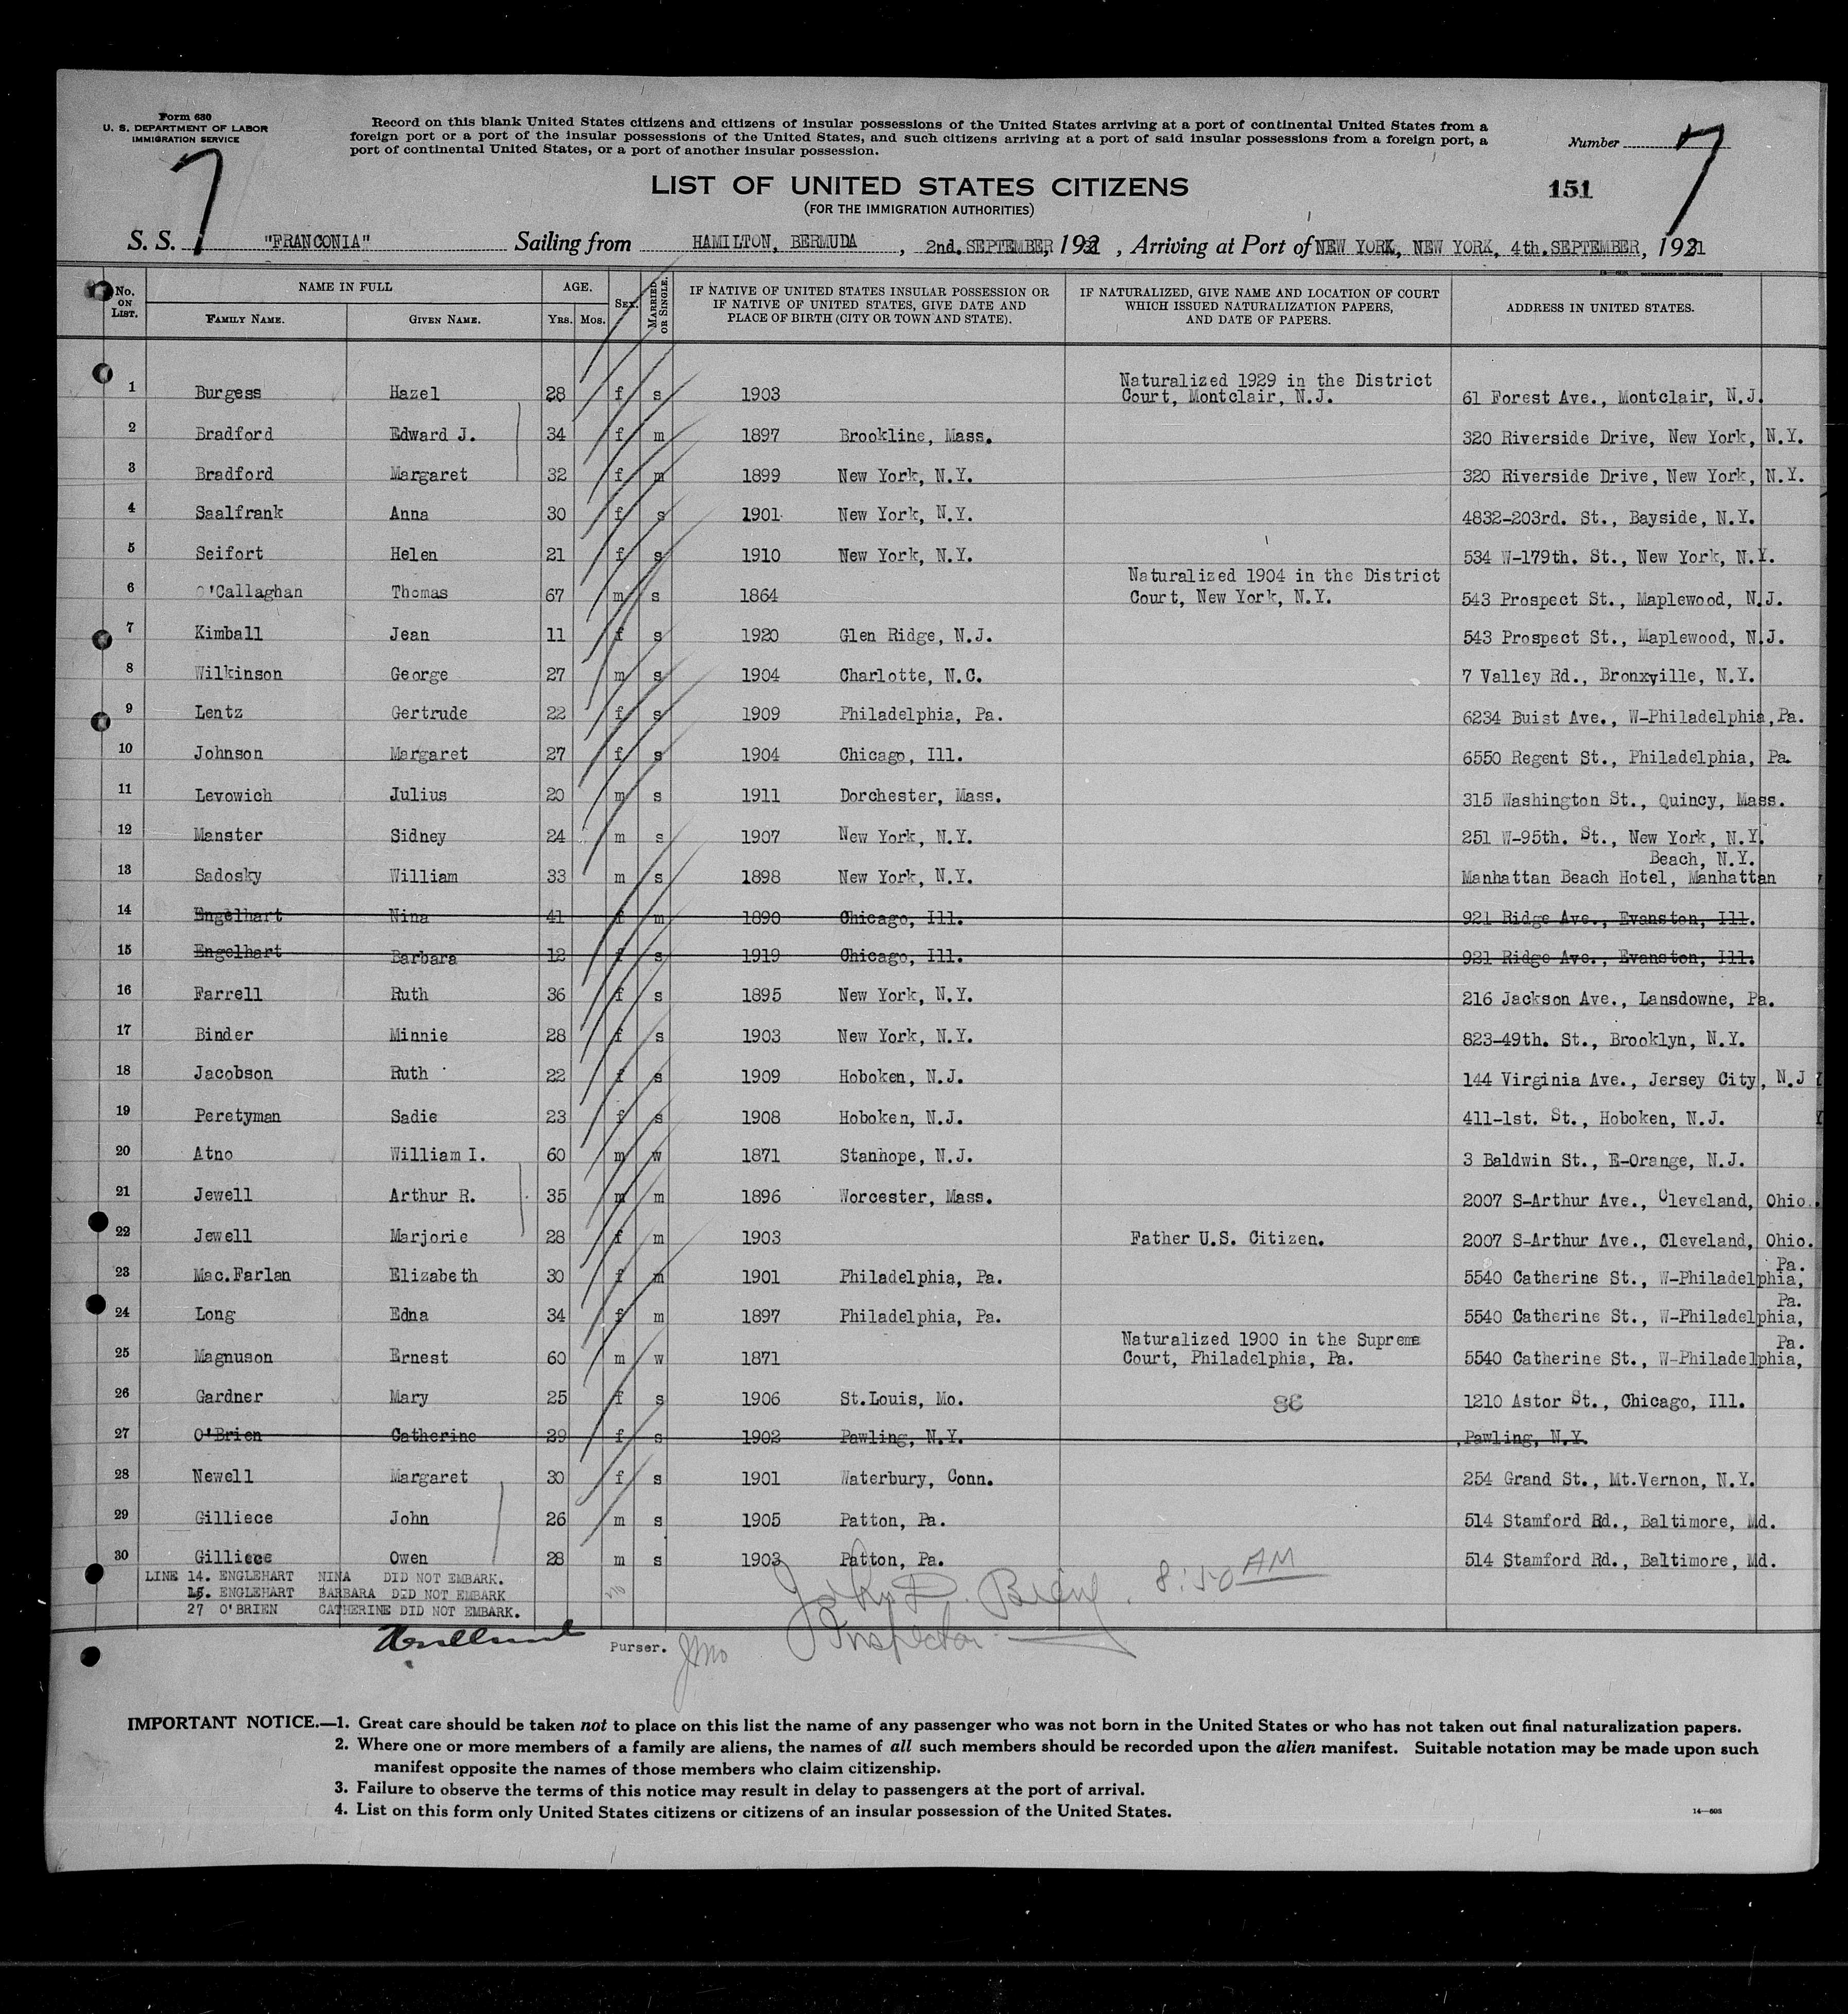 Form 630
U. S. DEPARTMENT OF LABOR
IMMIGRATION SERVICE
Record on this blank United States citizens and citizens of insular possessions of the United States arriving at a port of continental United States from a
foreign port or a port of the insular possessions of the United States, and such citizens arriving at a port of said insular possessions from a foreign port, a
port of continental United States, or a port of another insular possession.
Number 7
7
LIST OF UNITED STATES CITIZENS
(FOR THE IMMIGRATION AUTHORITIES)
151
S. S. "FRANCONIA" Sailing from HAMILTON, BERMUDA, 2nd. SEPTEMBER, 1931, Arriving at Port of NEW YORK, NEW YORK, 4th. SEPTEMBER, 1931
No. ON LIST. NAME IN FULL FAMILY NAME. GIVEN NAME. AGE. YRS. MOS. SEX. MARRIED OR SINGLE. IF NATIVE OF UNITED STATES INSULAR POSSESSION OR IF NATIVE OF UNITED STATES, GIVE DATE AND PLACE OF BIRTH (CITY OR TOWN AND STATE). IF NATURALIZED, GIVE NAME AND LOCATION OF COURT WHICH ISSUED NATURALIZATION PAPERS, AND DATE OF PAPERS. ADDRESS IN UNITED STATES.
1 Burgess Hazel 28 f s 1903 Naturalized 1929 in the District Court, Montclair, N.J. 61 Forest Ave., Montclair, N.J.
2 Bradford Edward J. 34 f m 1897 Brookline, Mass. 320 Riverside Drive, New York, N.Y.
3 Bradford Margaret 32 f m 1899 New York, N.Y. 320 Riverside Drive, New York, N.Y.
4 Saalfrank Anna 30 f s 1901 New York, N.Y. 4832-203rd. St., Bayside, N.Y.
5 Seifort Helen 21 f s 1910 New York, N.Y. 534 W-179th. St., New York, N.Y.
6 O'Callaghan Thomas 67 m s 1864 Naturalized 1904 in the District Court, New York, N.Y. 543 Prospect St., Maplewood, N.J.
7 Kimball Jean 11 f s 1920 Glen Ridge, N.J. 543 Prospect St., Maplewood, N.J.
8 Wilkinson George 27 m s 1904 Charlotte, N.C. 7 Valley Rd., Bronxville, N.Y.
9 Lentz Gertrude 22 f s 1909 Philadelphia, Pa. 6234 Buist Ave., W-Philadelphia, Pa.
10 Johnson Margaret 27 f s 1904 Chicago, Ill. 6550 Regent St., Philadelphia, Pa.
11 Levowich Julius 20 m s 1911 Dorchester, Mass. 315 Washington St., Quincy, Mass.
12 Manster Sidney 24 m s 1907 New York, N.Y. 251 W-95th. St., New York, N.Y.
13 Sadosky William 33 m s 1898 New York, N.Y. Manhattan Beach Hotel, Manhattan Beach, N.Y.
14 Engelhart Nina 41 f m 1890 Chicago, Ill. 921 Ridge Ave., Evanston, Ill.
15 Engelhart Barbara 12 f s 1919 Chicago, Ill. 921 Ridge Ave., Evanston, Ill.
16 Farrell Ruth 36 f s 1895 New York, N.Y. 216 Jackson Ave., Lansdowne, Pa.
17 Binder Minnie 28 f s 1903 New York, N.Y. 823-49th. St., Brooklyn, N.Y.
18 Jacobson Ruth 22 f s 1909 Hoboken, N.J. 144 Virginia Ave., Jersey City, N.J
19 Peretyman Sadie 23 f s 1908 Hoboken, N.J. 411-1st. St., Hoboken, N.J.
20 Atno William I. 60 m w 1871 Stanhope, N.J. 3 Baldwin St., E-Orange, N.J.
21 Jewell Arthur R. 35 m m 1896 Worcester, Mass. 2007 S-Arthur Ave., Cleveland, Ohio.
22 Jewell Marjorie 28 f m 1903 Father U.S. Citizen. 2007 S-Arthur Ave., Cleveland, Ohio.
23 Mac.Farlan Elizabeth 30 f m 1901 Philadelphia, Pa. 5540 Catherine St., W-Philadelphia, Pa.
24 Long Edna 34 f m 1897 Philadelphia, Pa. 5540 Catherine St., W-Philadelphia, Pa.
25 Magnuson Ernest 60 m w 1871 Naturalized 1900 in the Supreme Court, Philadelphia, Pa. 5540 Catherine St., W-Philadelphia, Pa.
26 Gardner Mary 25 f s 1906 St.Louis, Mo. 86 1210 Astor St., Chicago, Ill.
27 O'Brien Catherine 29 f s 1902 Pawling, N.Y. Pawling, N.Y.
28 Newell Margaret 30 f s 1901 Waterbury, Conn. 254 Grand St., Mt.Vernon, N.Y.
29 Gilliece John 26 m s 1905 Patton, Pa. 514 Stamford Rd., Baltimore, Md.
30 Gilliece Owen 28 m s 1903 Patton, Pa. 514 Stamford Rd., Baltimore, Md.
LINE 14. ENGLEHART NINA DID NOT EMBARK.
15. ENGLEHART BARBARA DID NOT EMBARK
27 O'BRIEN CATHERINE DID NOT EMBARK.
8:50 AM
Inspector
Purser.
IMPORTANT NOTICE.—1. Great care should be taken not to place on this list the name of any passenger who was not born in the United States or who has not taken out final naturalization papers.
2. Where one or more members of a family are aliens, the names of all such members should be recorded upon the alien manifest. Suitable notation may be made upon such
manifest opposite the names of those members who claim citizenship.
3. Failure to observe the terms of this notice may result in delay to passengers at the port of arrival.
4. List on this form only United States citizens or citizens of an insular possession of the United States.